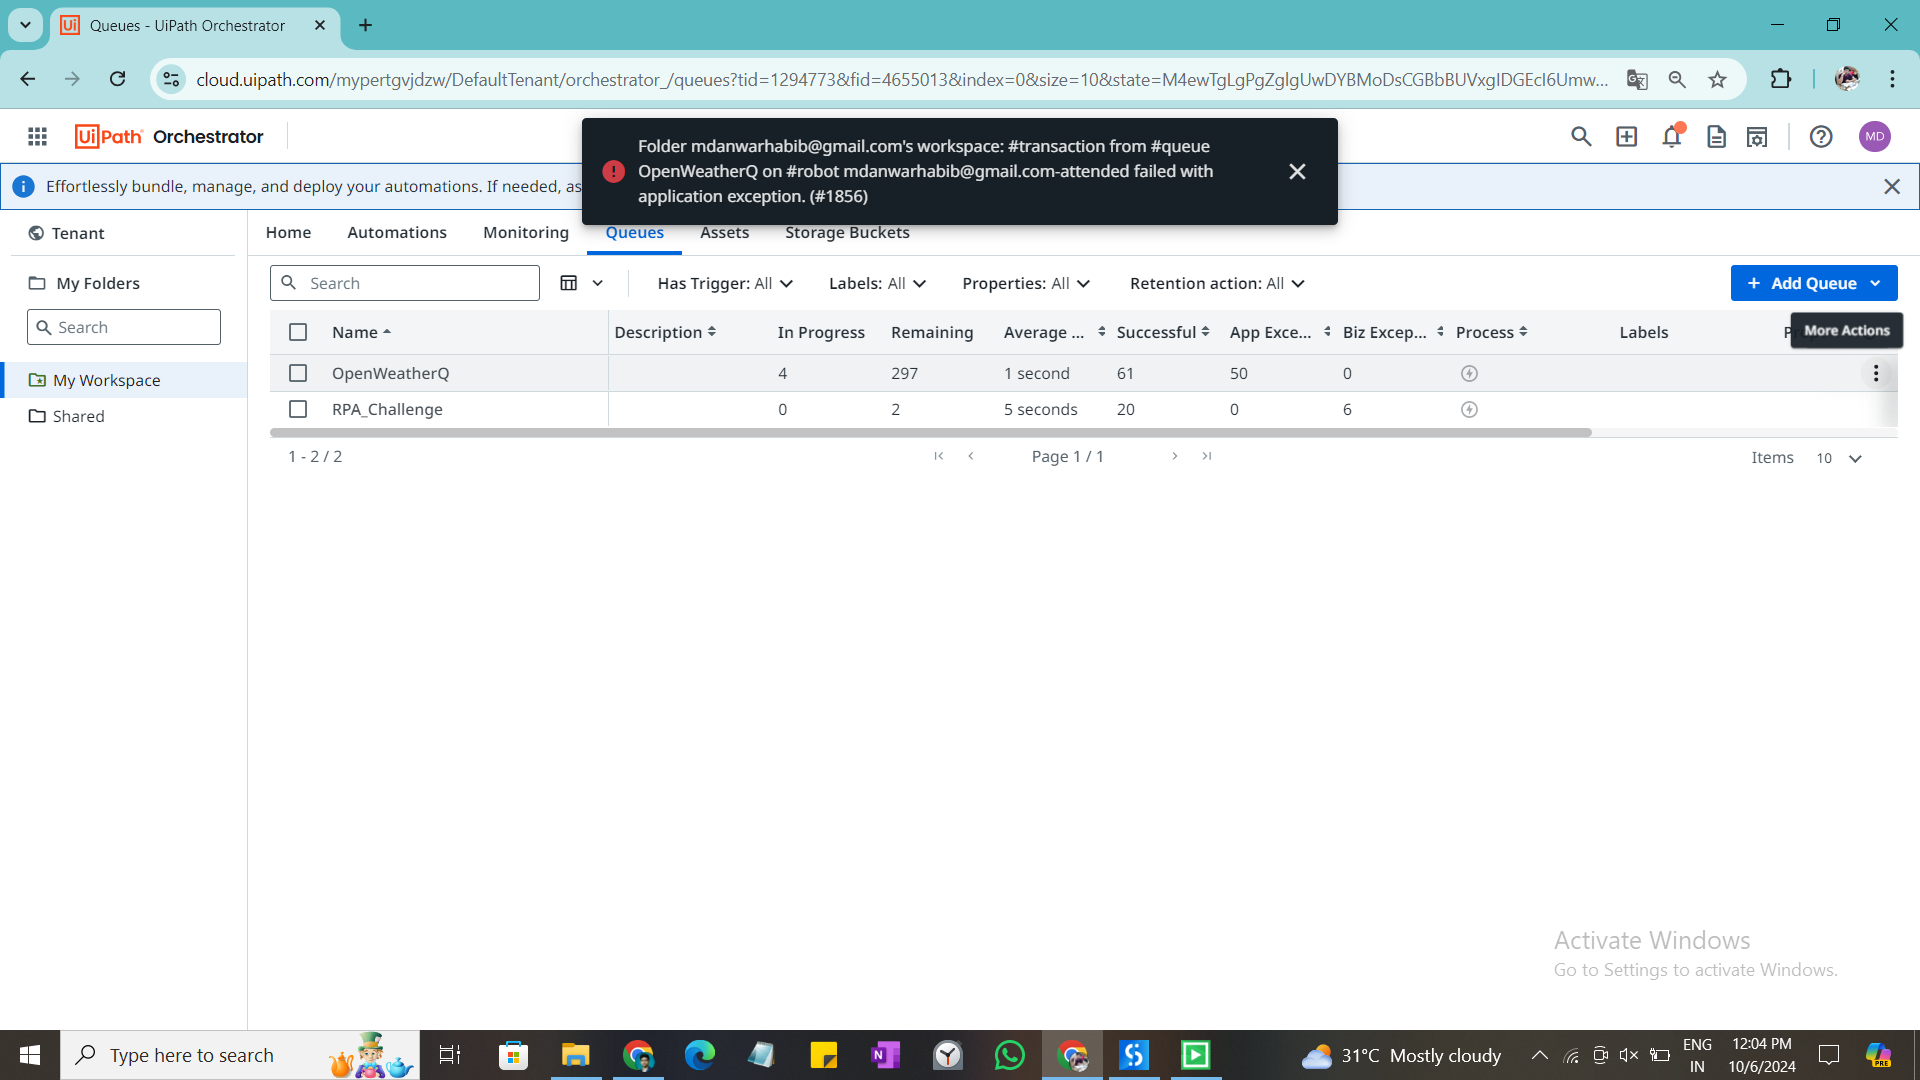 Queues - UiPath Orchestrator
cloud.uipath.com/mypertgvjdzw/DefaultTenant/orchestrator_/queues?tid=1294773&fid=4655013&index=0&size=10&state=M4ewTgLgPgZglgUwDYBMoDsCGBbBUVxgIDGEcI6Umw...
UiPath Orchestrator
MD
Folder mdanwarhabib@gmail.com's workspace: #transaction from #queue
OpenWeatherQ on #robot mdanwarhabib@gmail.com-attended failed with
application exception. (#1856)
Effortlessly bundle, manage, and deploy your automations. If needed, as
Tenant
Home Automations Monitoring Queues Assets Storage Buckets
My Folders
Search
My Workspace
Shared
Search
Has Trigger: All Labels: All Properties: All Retention action: All
+ Add Queue
More Actions
Name Description In Progress Remaining Average ... Successful App Exce... Biz Excep... Process Labels
OpenWeatherQ 4 297 1 second 61 50 0
RPA_Challenge 0 2 5 seconds 20 0 6
1 - 2 / 2 Page 1 / 1 Items 10
Activate Windows
Go to Settings to activate Windows.
Type here to search
31°C Mostly cloudy
ENG
IN
12:04 PM
10/6/2024